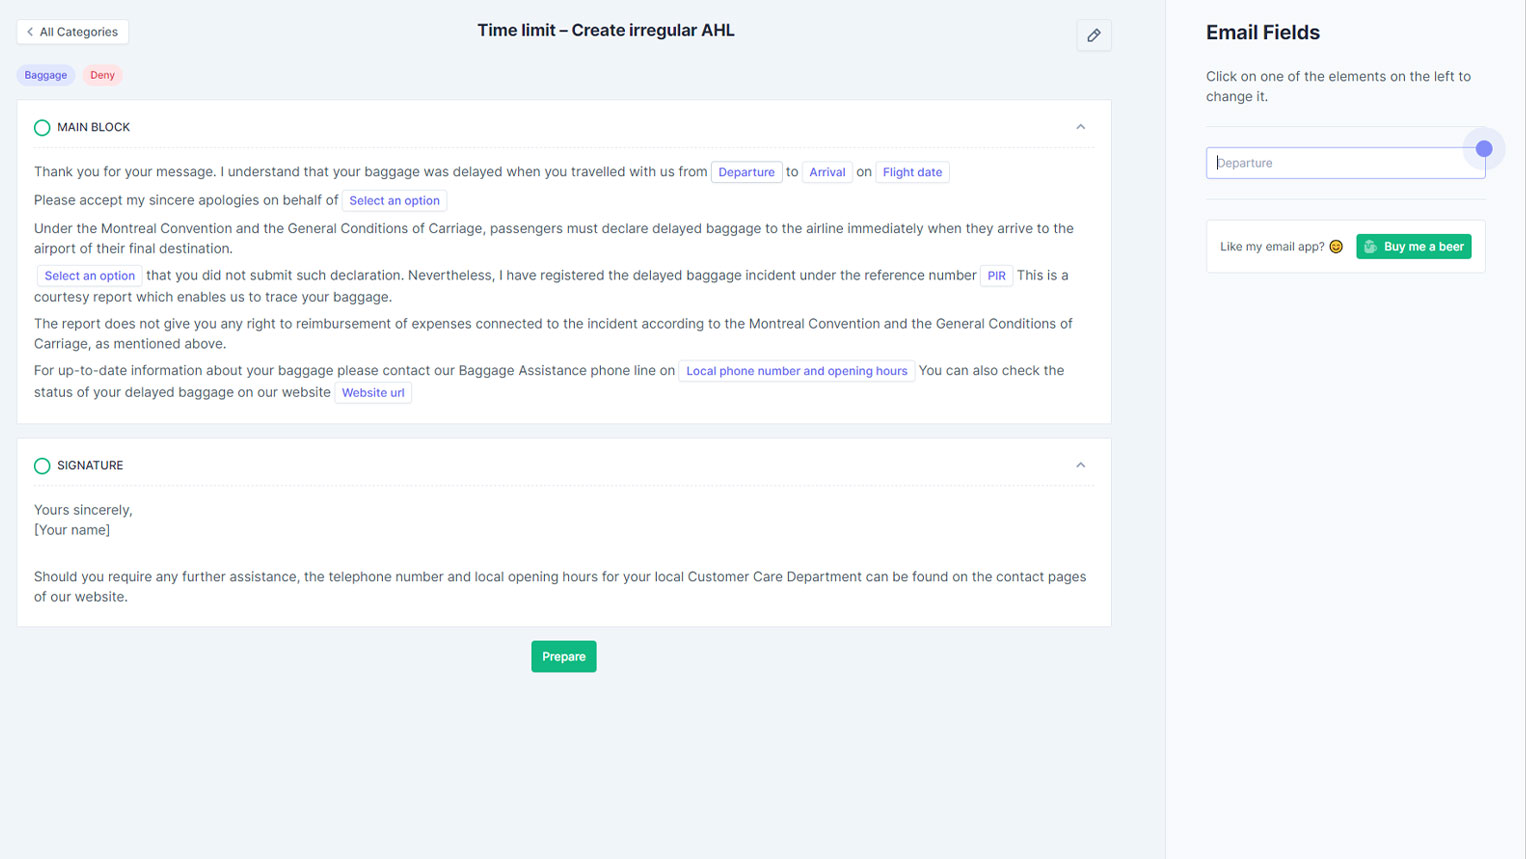 All Categories
Time limit – Create irregular AHL
Baggage Deny
MAIN BLOCK
Thank you for your message. I understand that your baggage was delayed when you travelled with us from Departure to Arrival on Flight date
Please accept my sincere apologies on behalf of Select an option
Under the Montreal Convention and the General Conditions of Carriage, passengers must declare delayed baggage to the airline immediately when they arrive to the
airport of their final destination.
Select an option that you did not submit such declaration. Nevertheless, I have registered the delayed baggage incident under the reference number PIR This is a
courtesy report which enables us to trace your baggage.
The report does not give you any right to reimbursement of expenses connected to the incident according to the Montreal Convention and the General Conditions of
Carriage, as mentioned above.
For up-to-date information about your baggage please contact our Baggage Assistance phone line on Local phone number and opening hours You can also check the
status of your delayed baggage on our website Website url
SIGNATURE
Yours sincerely,
[Your name]
Should you require any further assistance, the telephone number and local opening hours for your local Customer Care Department can be found on the contact pages
of our website.
Prepare
Email Fields
Click on one of the elements on the left to
change it.
Departure
Like my email app? 😊 Buy me a beer